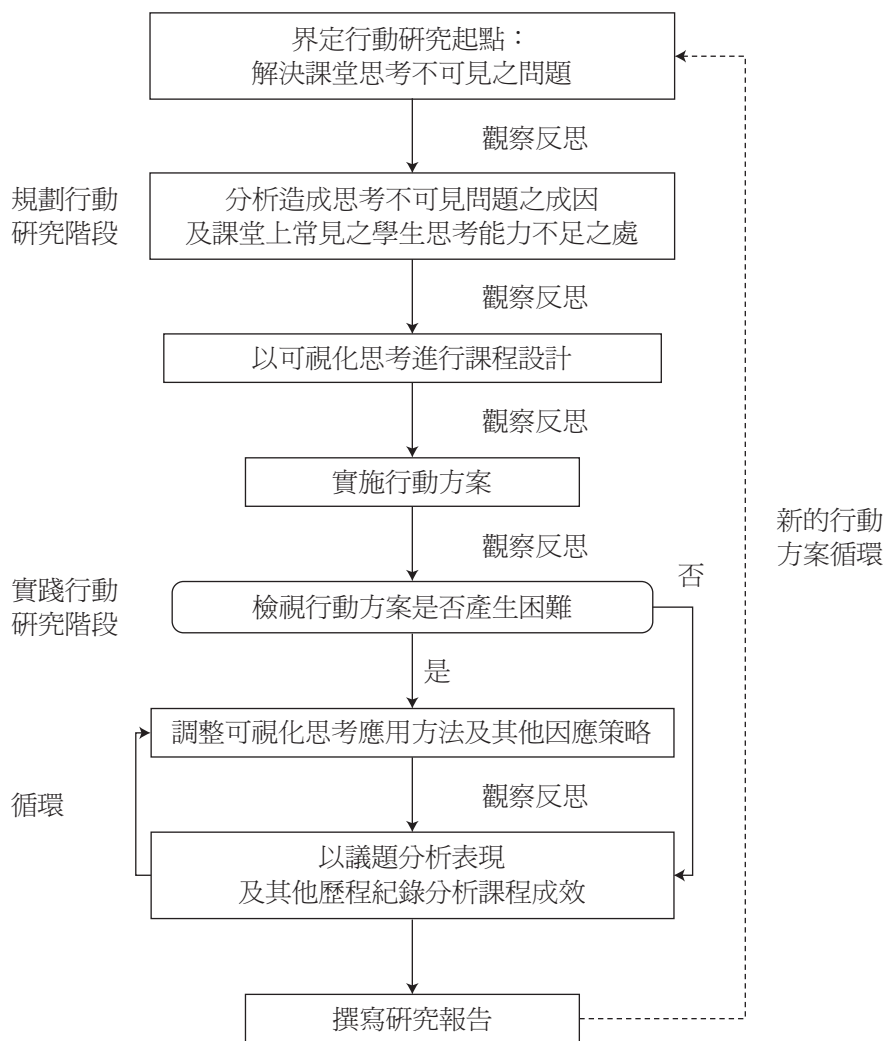 界定行動研究起點：
解決課堂思考不可見之問題
觀察反思
規劃行動
研究階段
分析造成思考不可見問題之成因
及課堂上常見之學生思考能力不足之處
觀察反思
以可視化思考進行課程設計
觀察反思
實施行動方案
觀察反思
新的行動
方案循環
實踐行動
研究階段
檢視行動方案是否產生困難
否
是
調整可視化思考應用方法及其他因應策略
循環
觀察反思
以議題分析表現
及其他歷程紀錄分析課程成效
撰寫研究報告